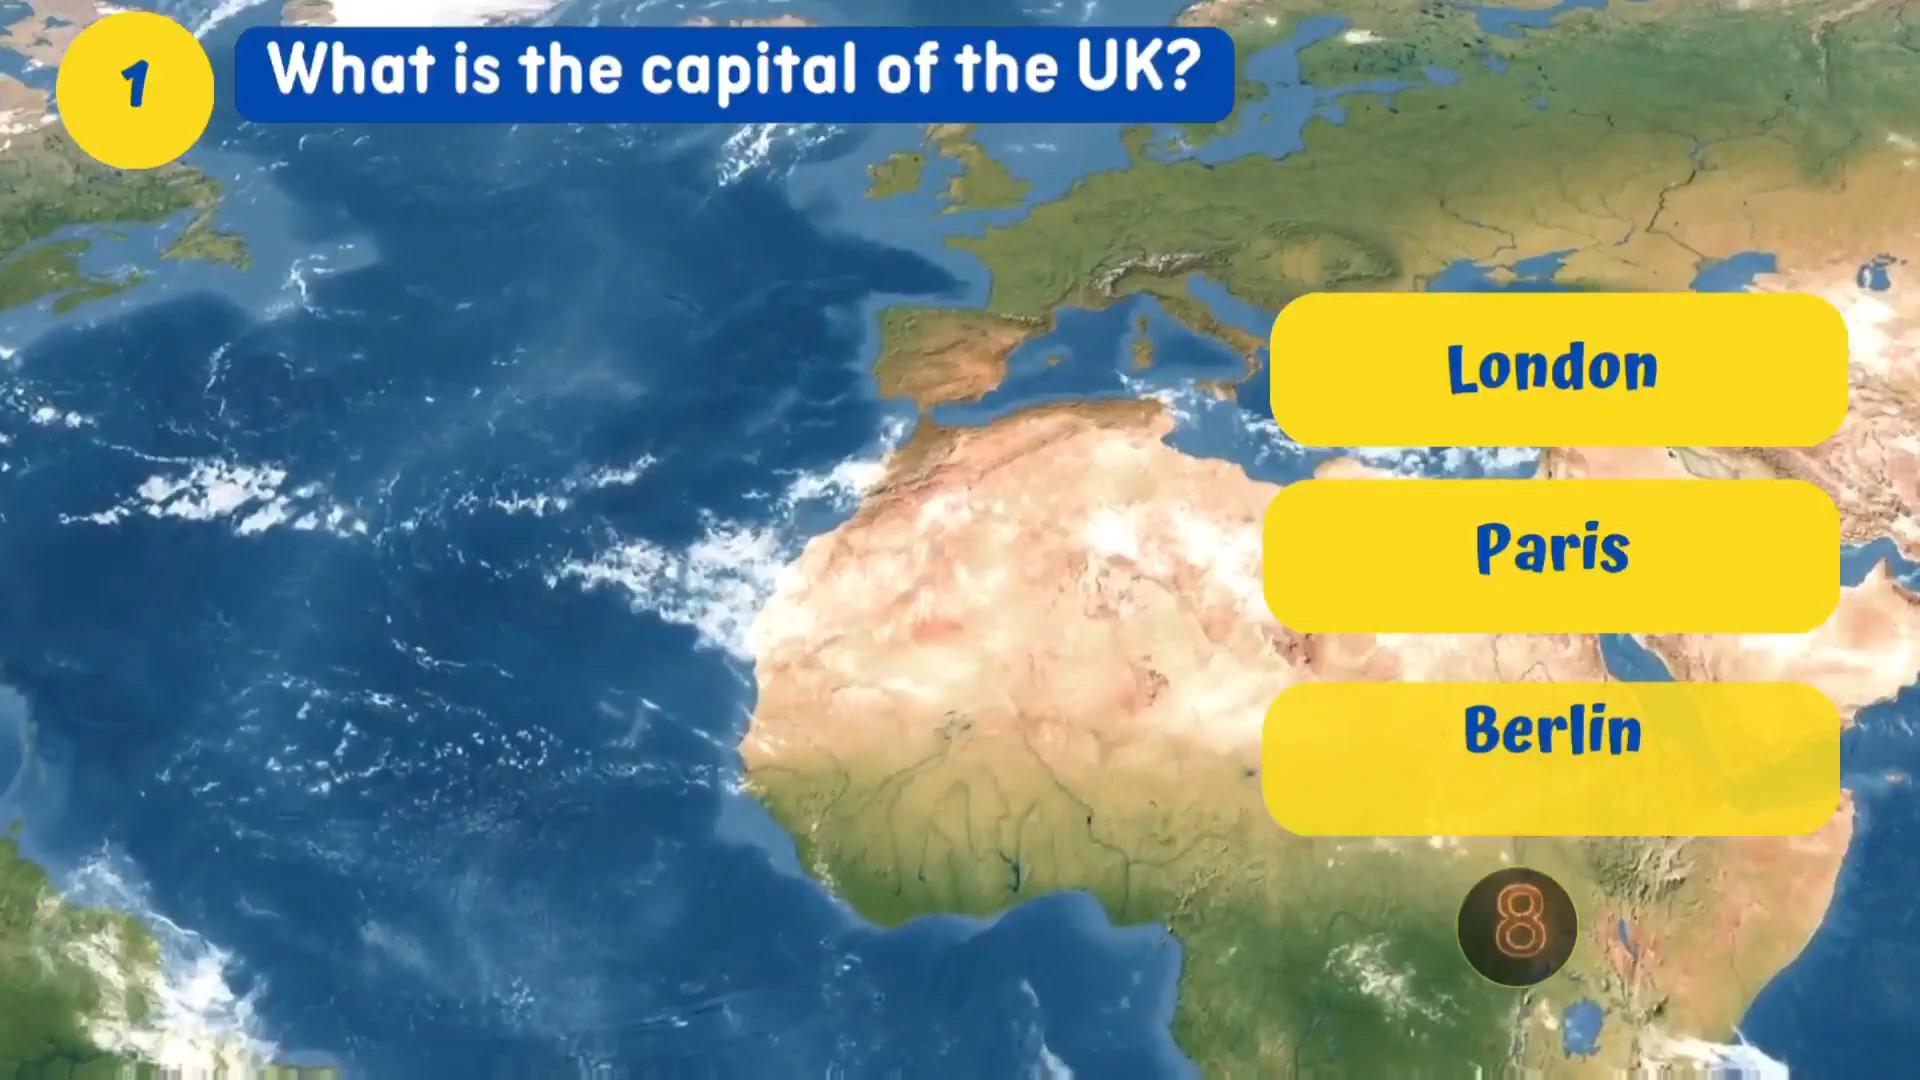 1
What is the capital of the UK?
London
Paris
Berlin
8